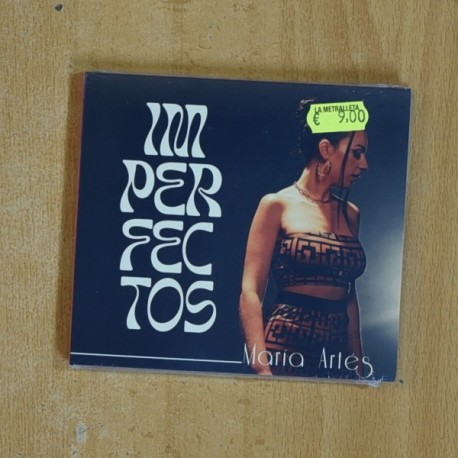 IM
PER
FEC
TOS
LA METRALLETA
€ 9,00
María Artés